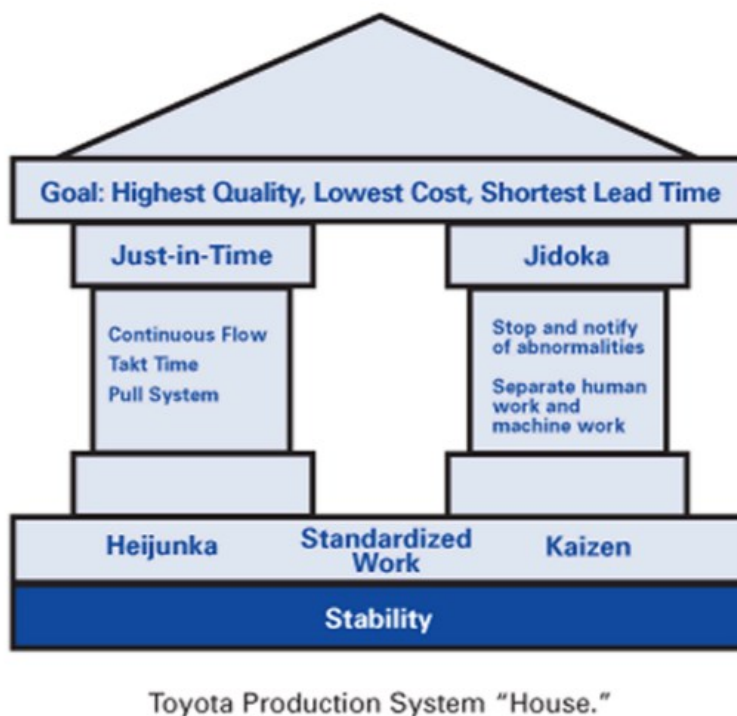 Goal: Highest Quality, Lowest Cost, Shortest Lead Time
Just-in-Time
Continuous Flow
Takt Time
Pull System
Jidoka
Stop and notify
of abnormalities
Separate human
work and
machine work
Heijunka
Standardized
Work
Kaizen
Stability
Toyota Production System “House.”